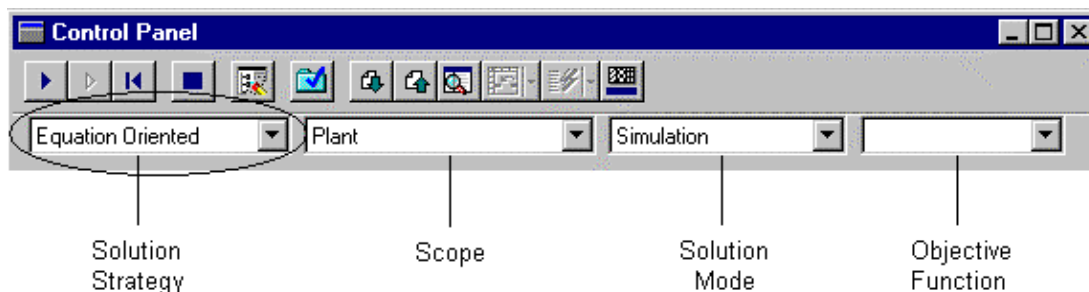 Control Panel
Equation Oriented
Plant
Simulation
Solution
Strategy
Scope
Solution
Mode
Objective
Function